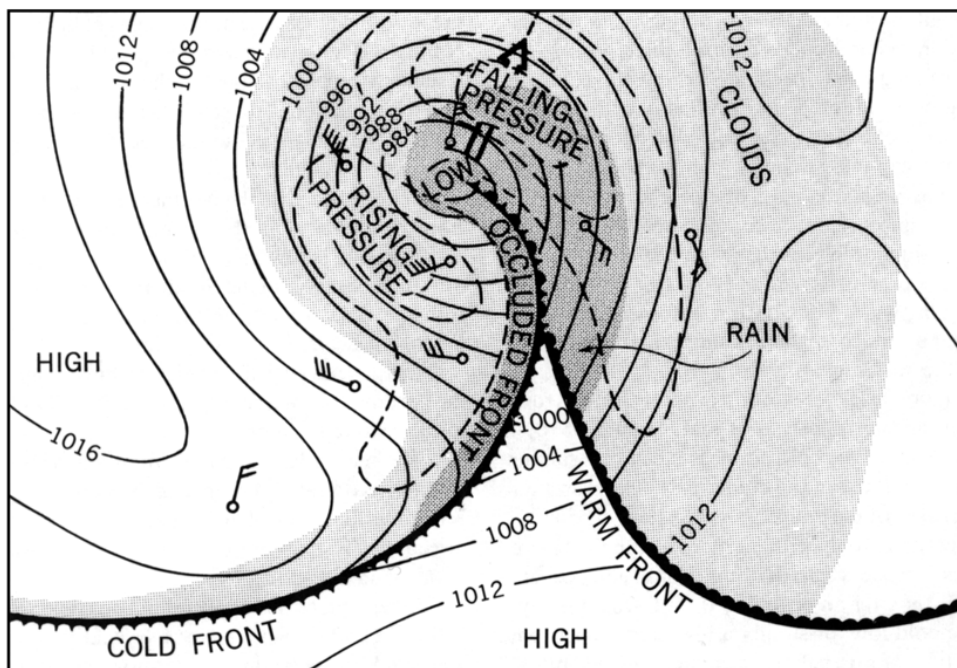 1012
1008
1004
1000
996
992
988
984
A
FALLING
PRESSURE
1012
CLOUDS
LOW
RISING
PRESSURE
OCCLUDED FRONT
RAIN
HIGH
1016
1000
1004
1008
1012
WARM FRONT
1012
COLD FRONT
HIGH